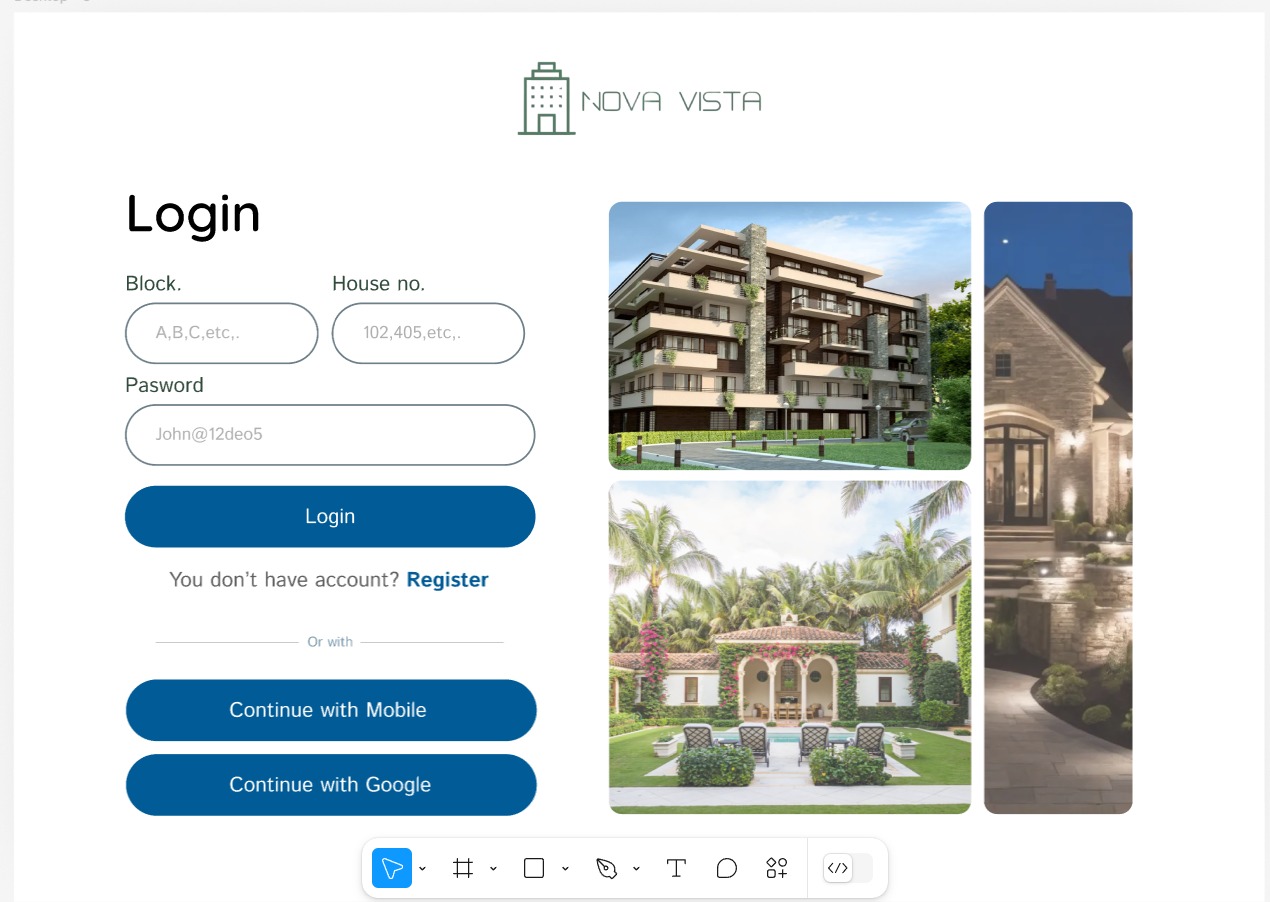 NOVA VISTA
Login
Block.
House no.
A,B,C,etc,.
102,405,etc,.
Pasword
John@12deo5
Login
You don't have account? Register
Or with
Continue with Mobile
Continue with Google